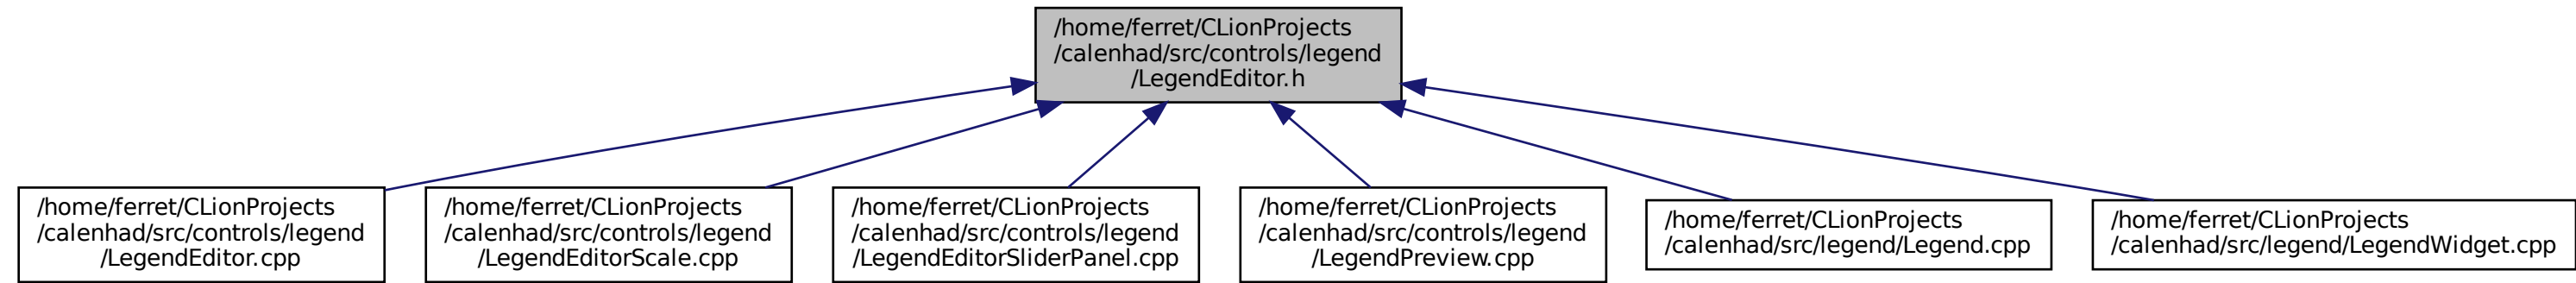 /home/ferret/CLionProjects
/calenhad/src/controls/legend
/LegendEditor.h
/home/ferret/CLionProjects
/calenhad/src/controls/legend
/LegendEditor.cpp
/home/ferret/CLionProjects
/calenhad/src/controls/legend
/LegendEditorScale.cpp
/home/ferret/CLionProjects
/calenhad/src/controls/legend
/LegendEditorSliderPanel.cpp
/home/ferret/CLionProjects
/calenhad/src/controls/legend
/LegendPreview.cpp
/home/ferret/CLionProjects
/calenhad/src/legend/Legend.cpp
/home/ferret/CLionProjects
/calenhad/src/legend/LegendWidget.cpp